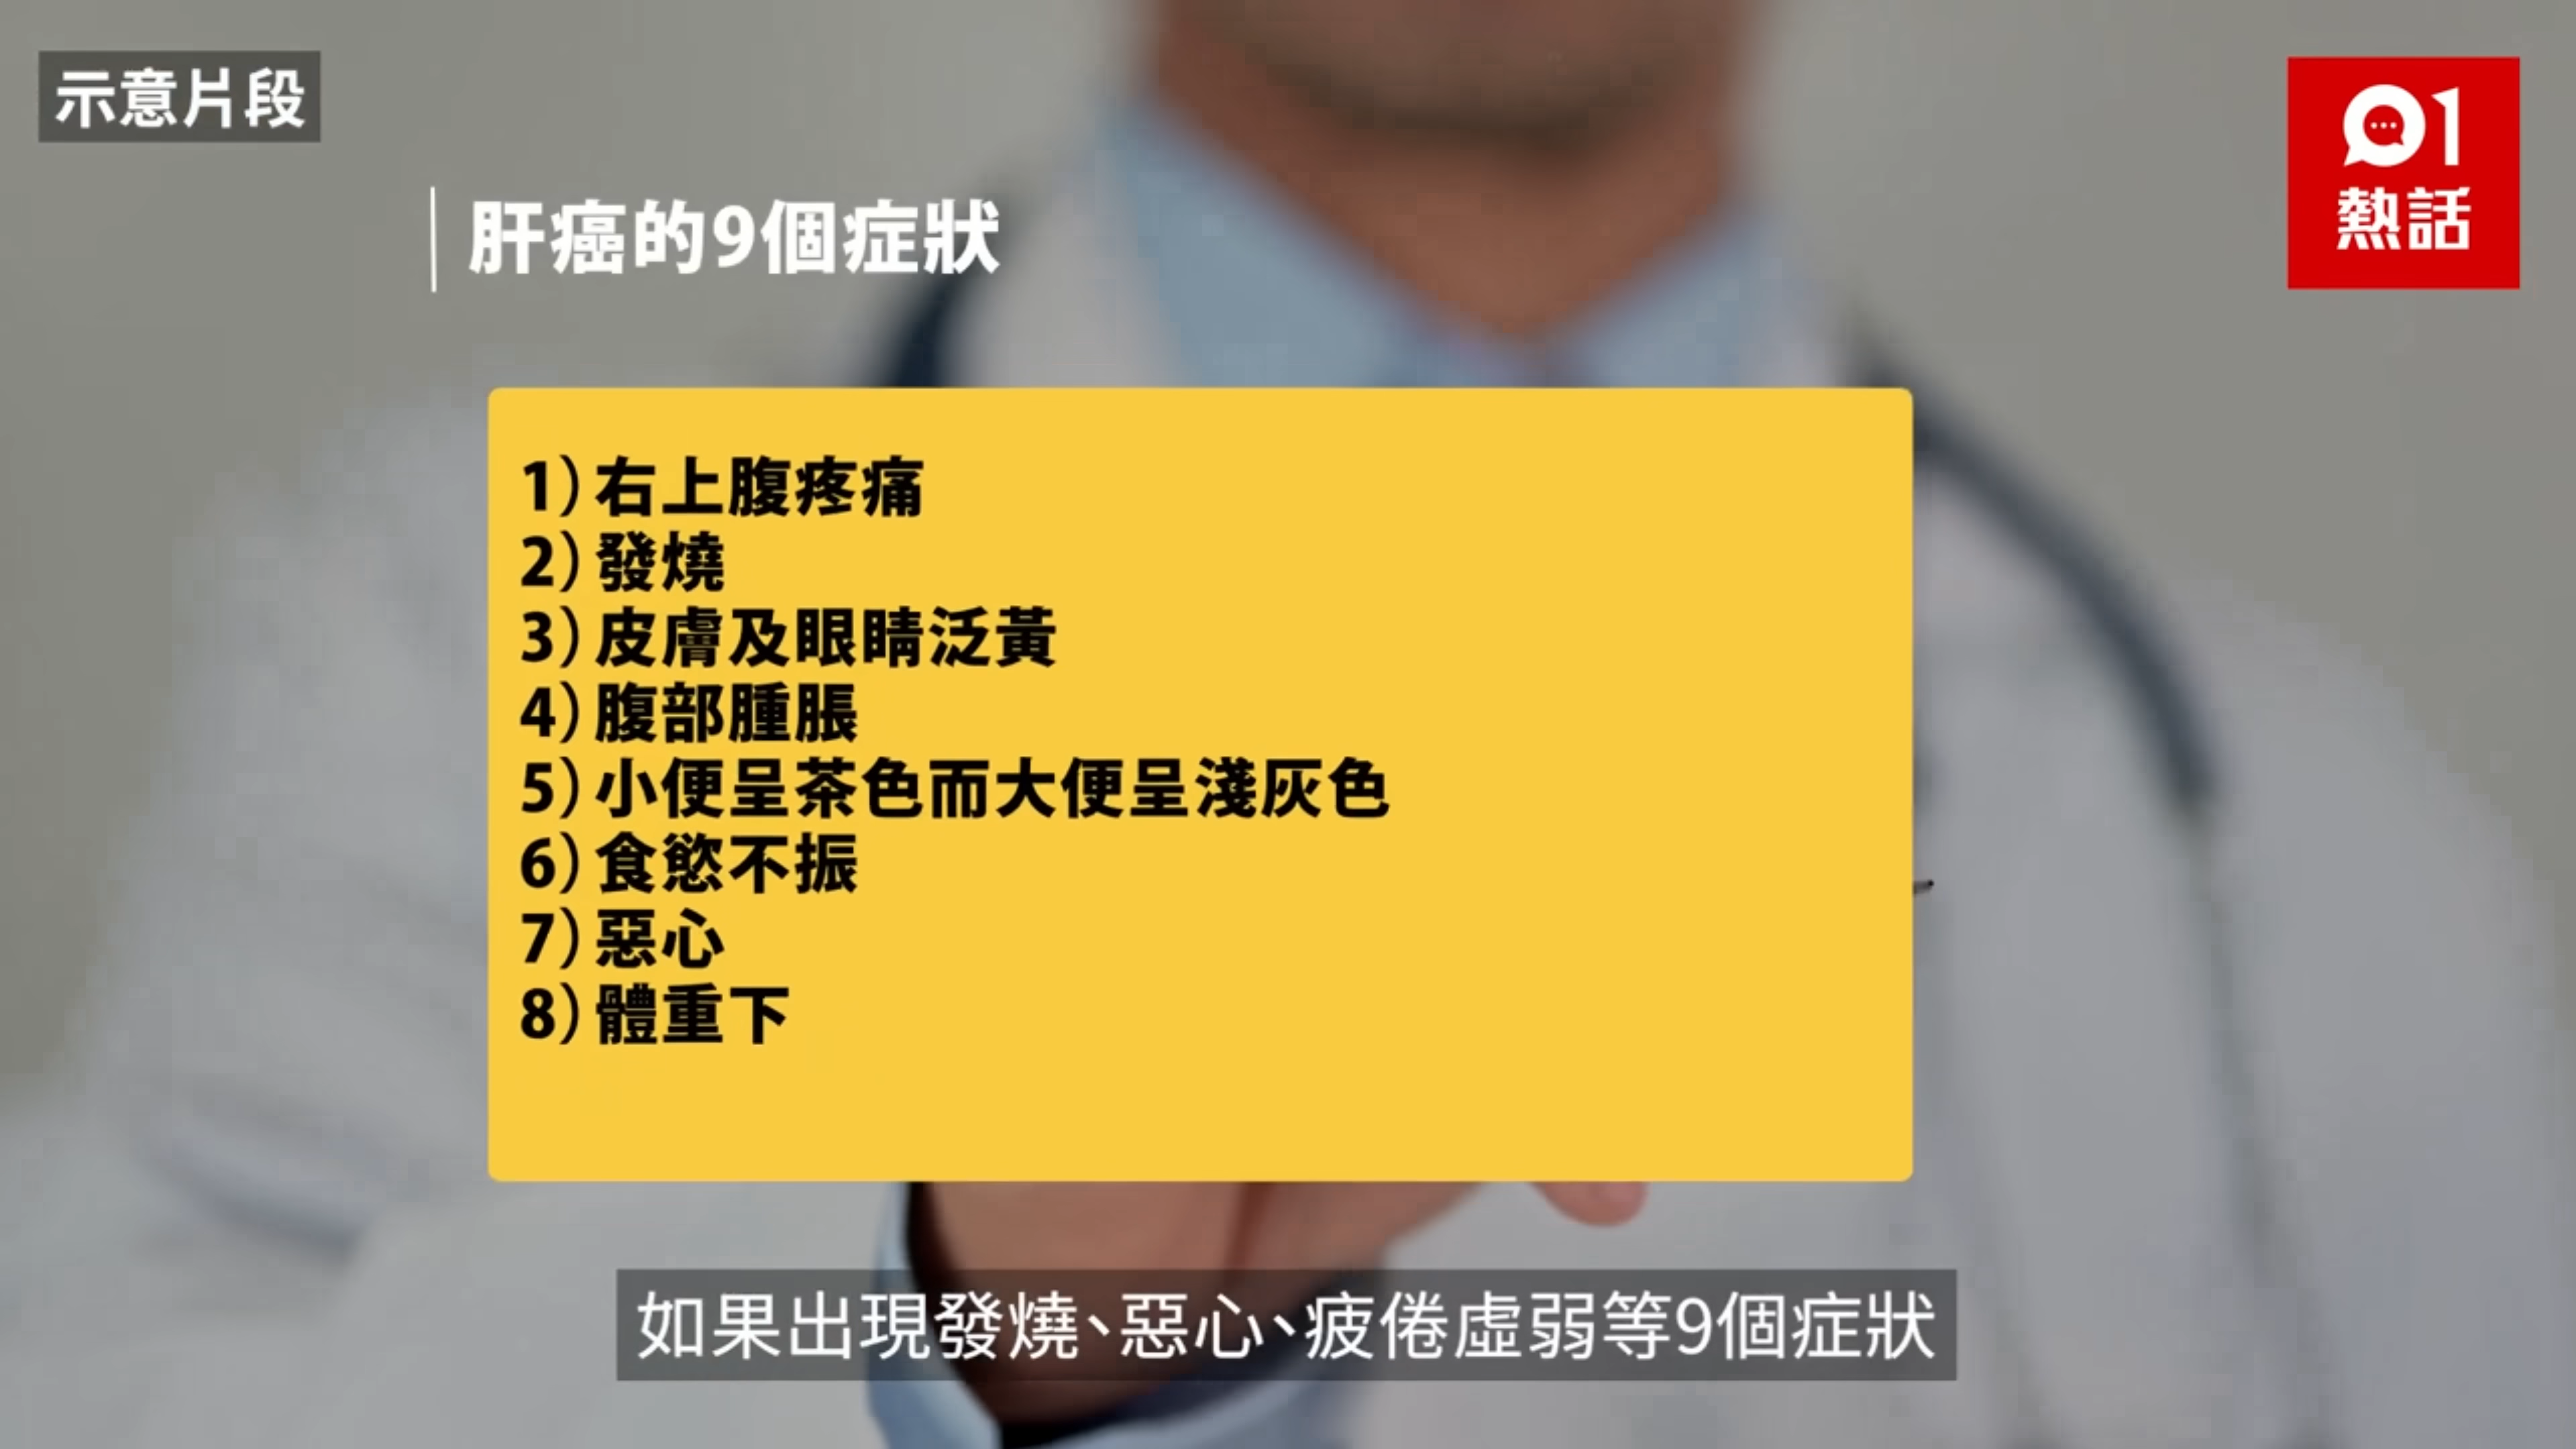 示意片段
01
熱話
肝癌的9個症狀
1）右上腹疼痛
2）發燒
3）皮膚及眼睛泛黃
4）腹部腫脹
5）小便呈茶色而大便呈淺灰色
6）食慾不振
7）惡心
8）體重下
如果出現發燒、惡心、疲倦虛弱等9個症狀